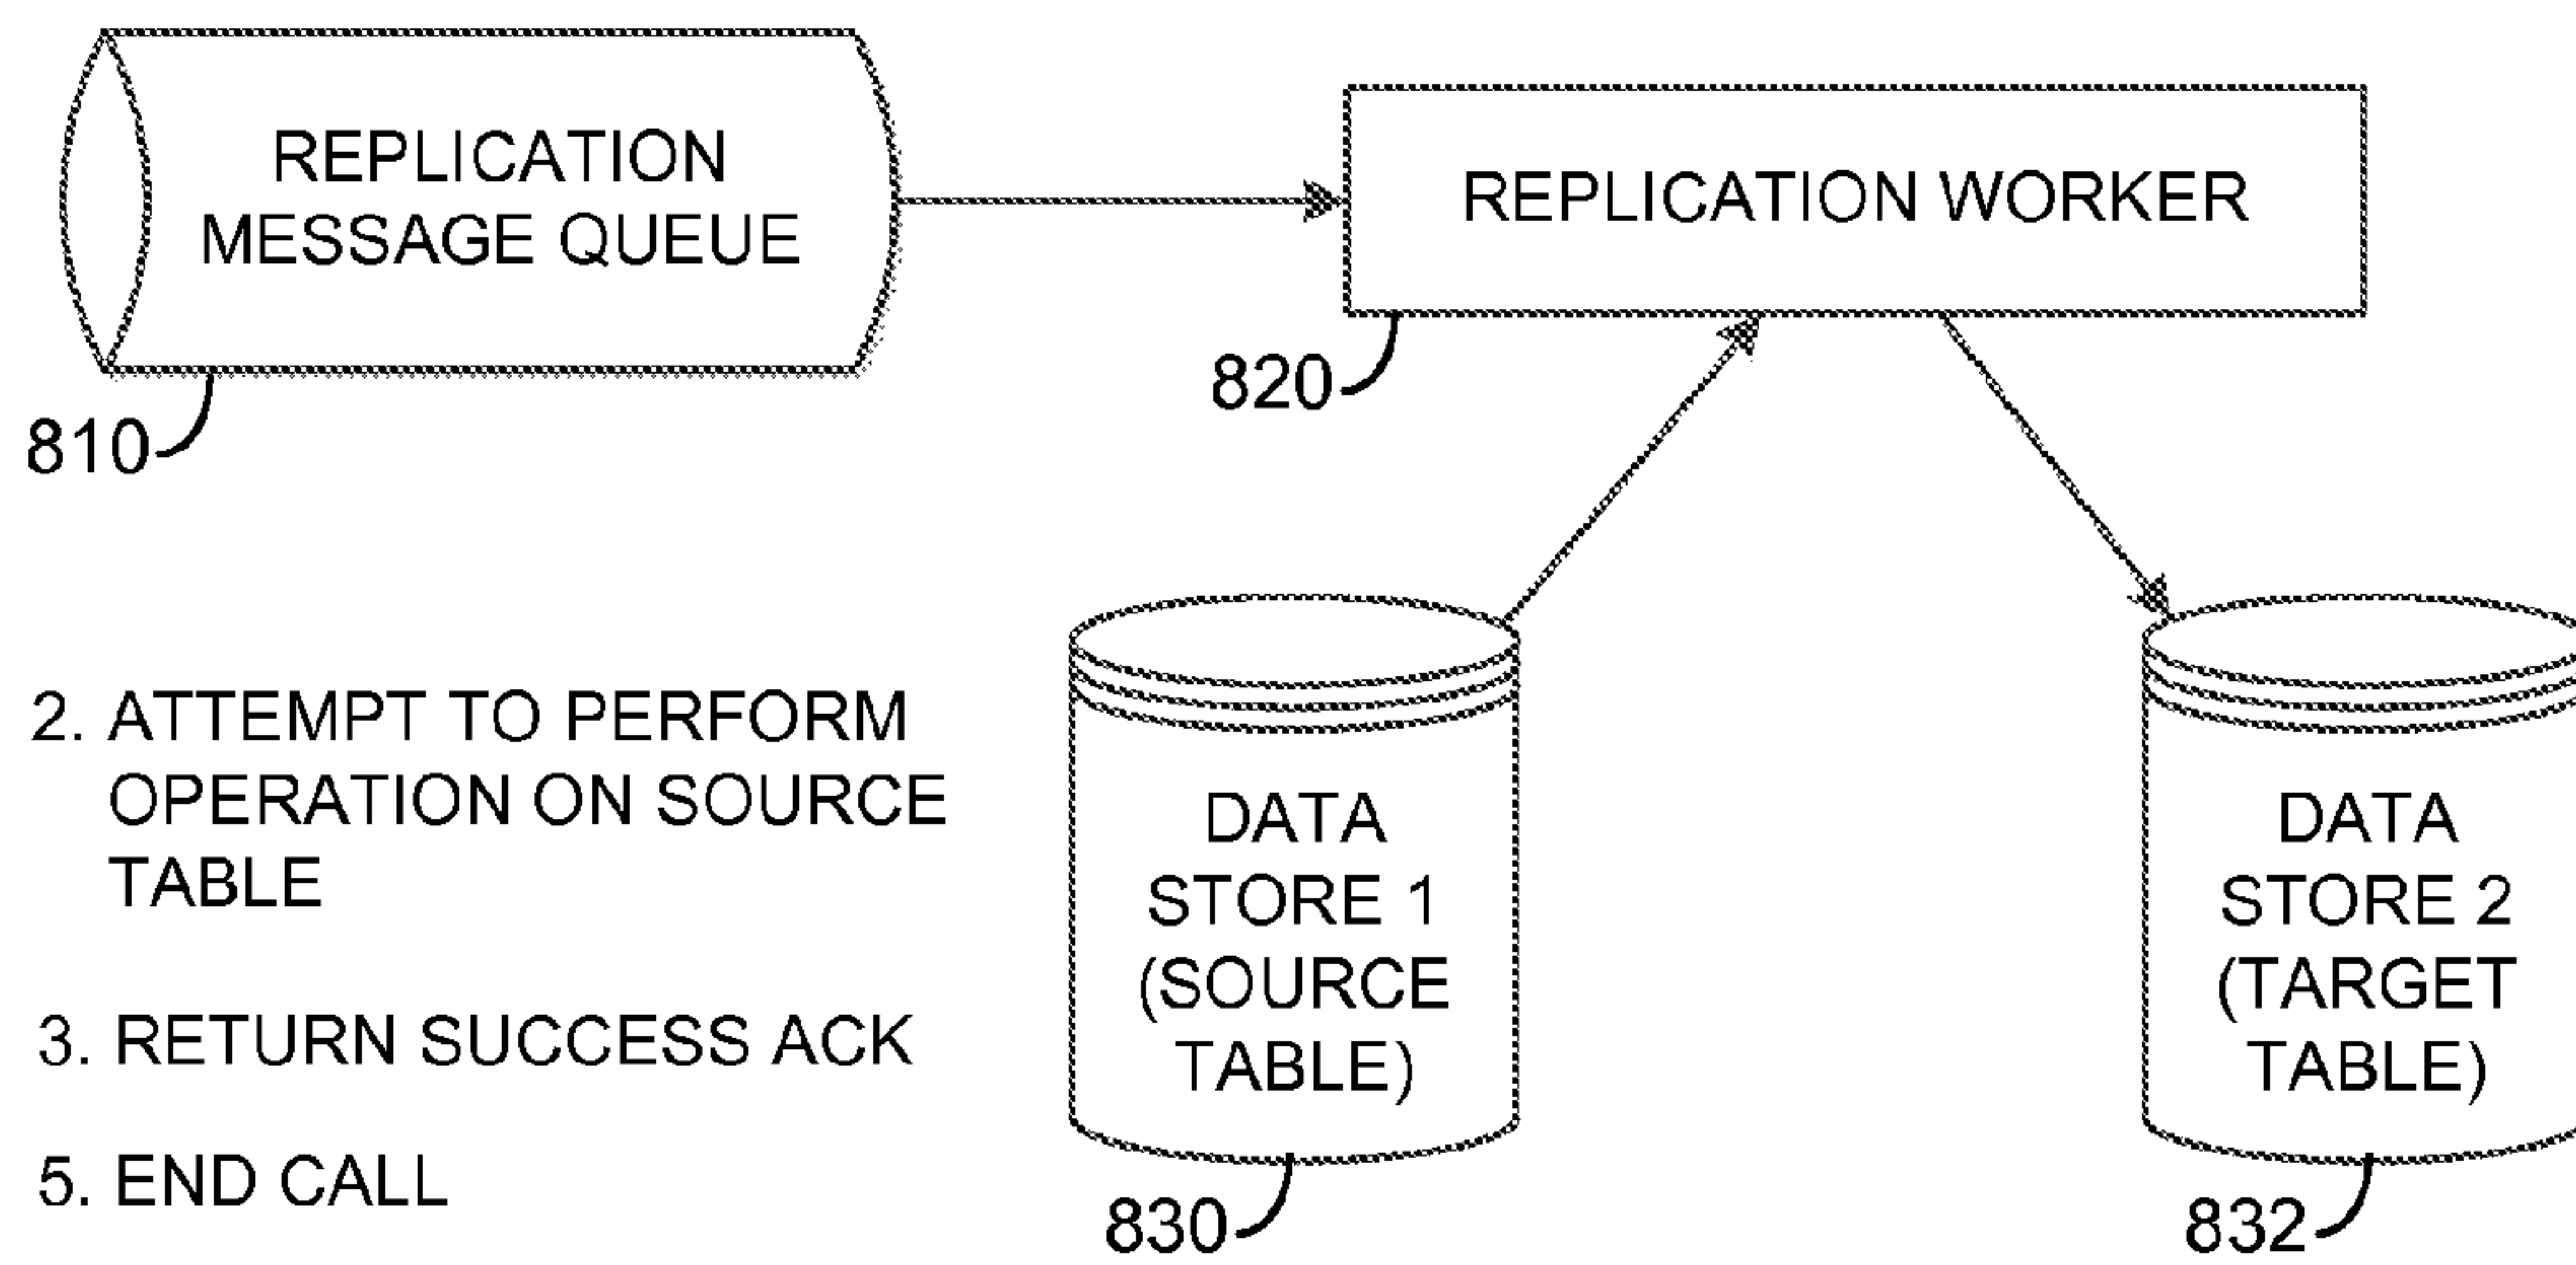 REPLICATION
MESSAGE QUEUE
REPLICATION WORKER
810
820
2. ATTEMPT TO PERFORM
OPERATION ON SOURCE
TABLE
3. RETURN SUCCESS ACK
5. END CALL
DATA
STORE 1
(SOURCE
TABLE)
830
DATA
STORE 2
(TARGET
TABLE)
832